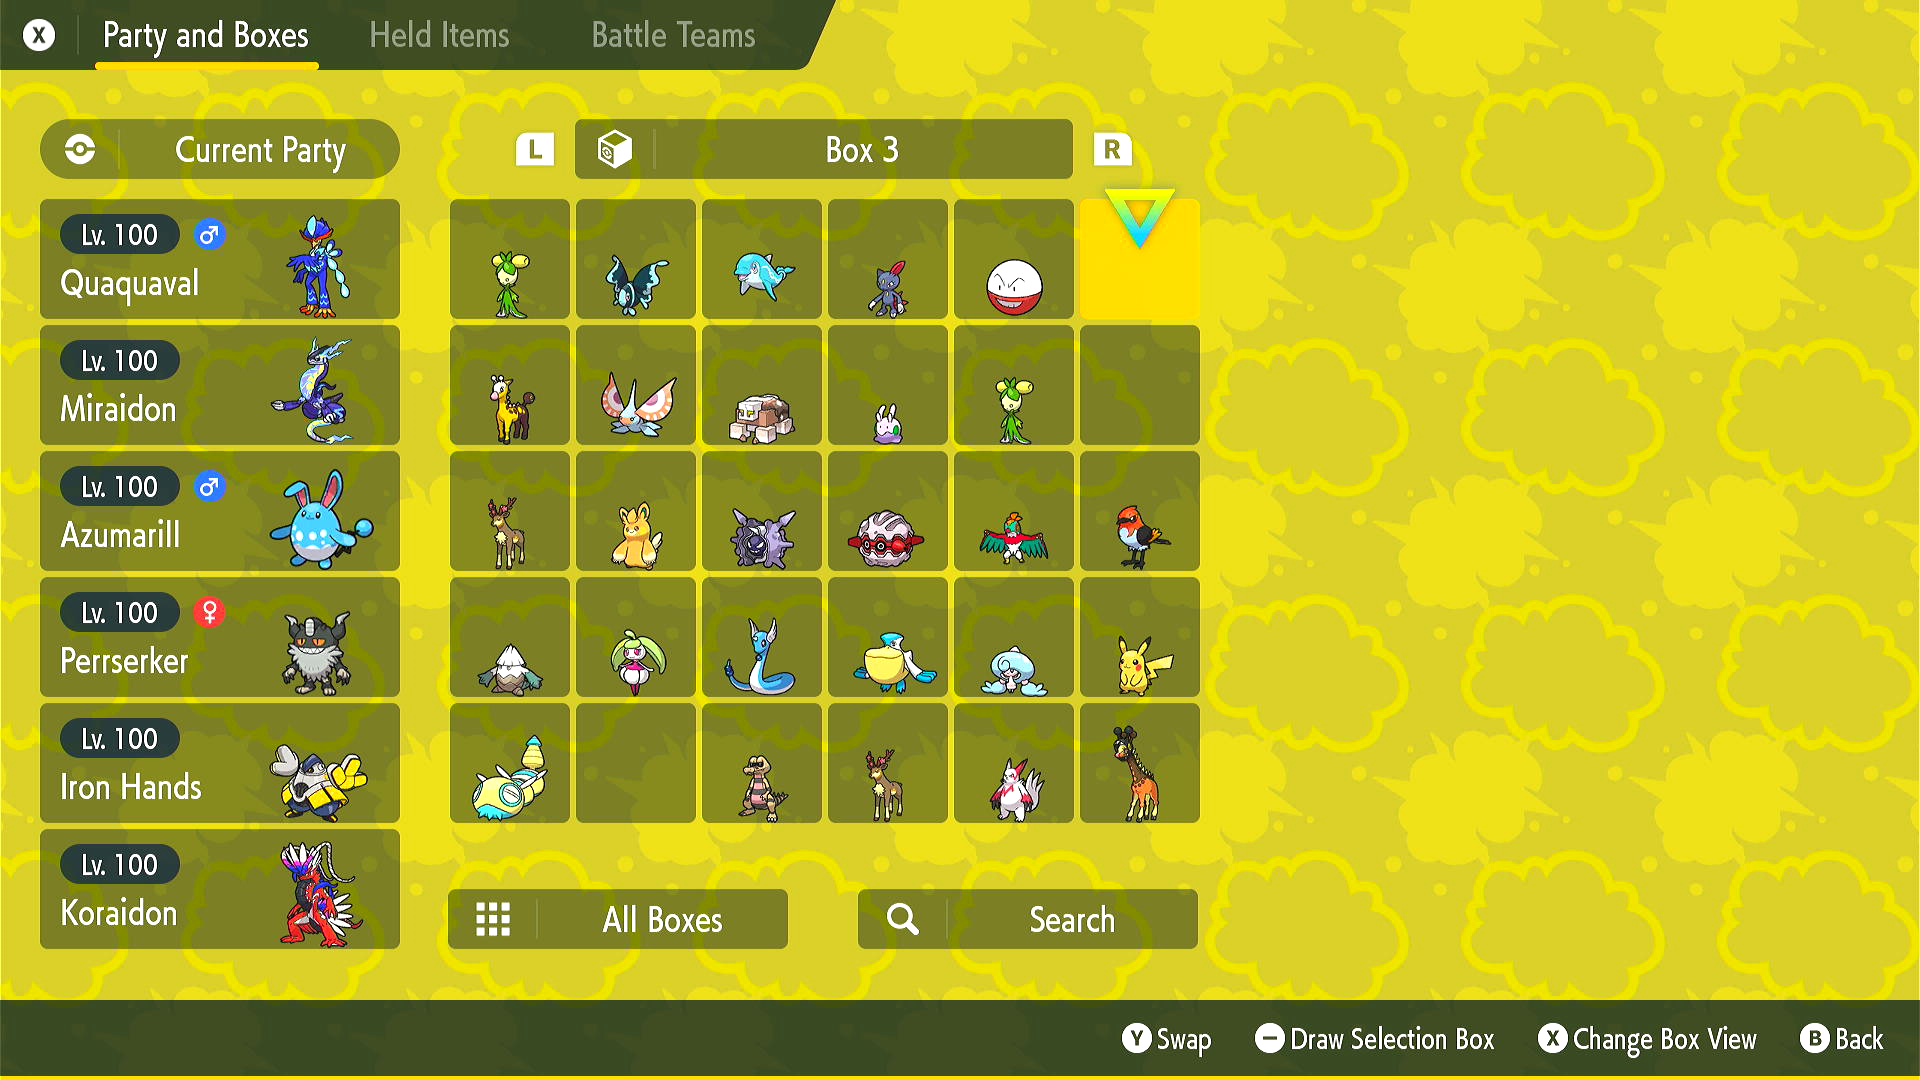 X Party and Boxes Held Items Battle Teams
Current Party
L Box 3 R
Lv. 100 ♂
Quaquaval
Lv. 100
Miraidon
Lv. 100 ♂
Azumarill
Lv. 100 ♀
Perrserker
Lv. 100
Iron Hands
Lv. 100
Koraidon
All Boxes Search
Y Swap − Draw Selection Box X Change Box View B Back